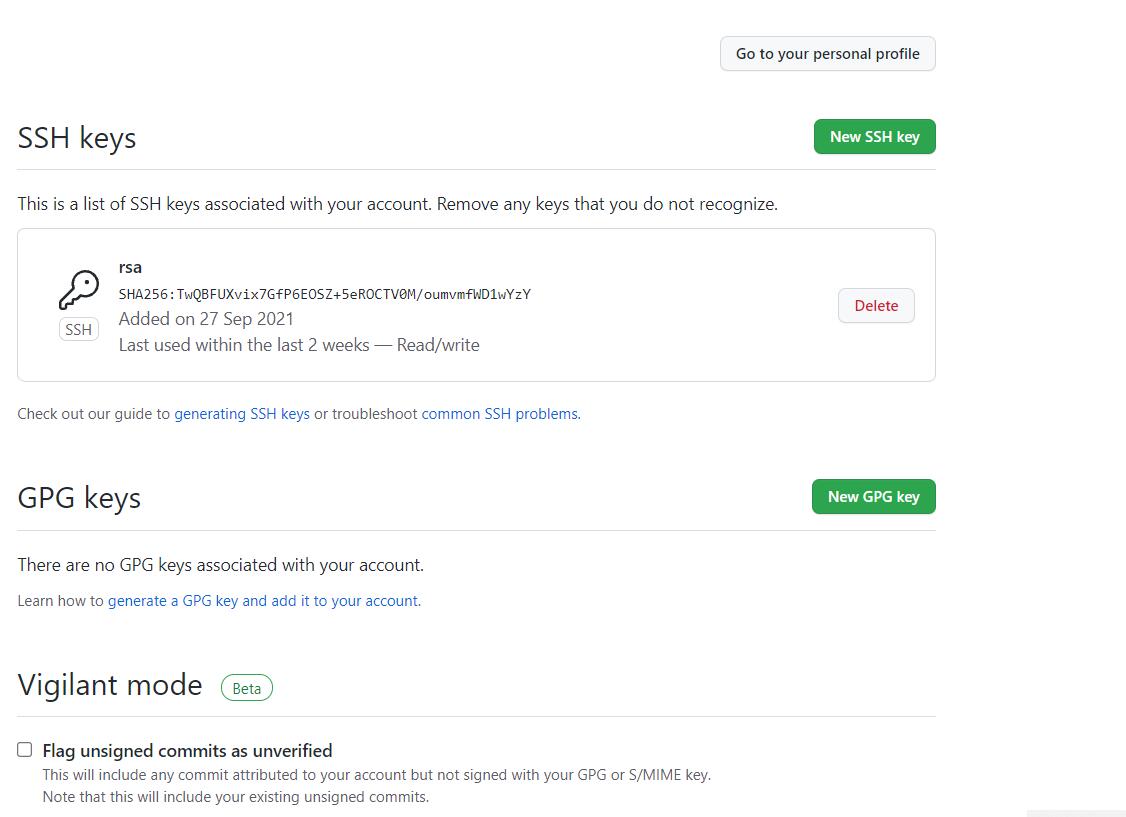 Go to your personal profile
SSH keys
New SSH key
This is a list of SSH keys associated with your account. Remove any keys that you do not recognize.
rsa
SHA256:TwQBFUXvix7GfP6EOSZ+5eROCTV0M/oumvmfWD1wYzY
Added on 27 Sep 2021
Last used within the last 2 weeks — Read/write
SSH
Delete
Check out our guide to generating SSH keys or troubleshoot common SSH problems.
GPG keys
New GPG key
There are no GPG keys associated with your account.
Learn how to generate a GPG key and add it to your account.
Vigilant mode
Beta
Flag unsigned commits as unverified
This will include any commit attributed to your account but not signed with your GPG or S/MIME key.
Note that this will include your existing unsigned commits.